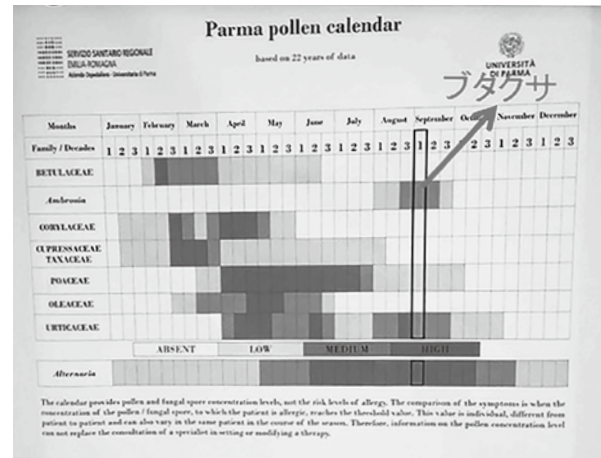 Parma pollen calendar
SERVIZIO SANITARIO REGIONALE
EMILIA-ROMAGNA
Azienda Ospedaliero - Universitaria di Parma
based on 22 years of data
UNIVERSITÀ
DI PARMA
ブタクサ
Months January February March April May June July August September October November December
Family / Decades 1 2 3 1 2 3 1 2 3 1 2 3 1 2 3 1 2 3 1 2 3 1 2 3 1 2 3 2 3 1 2 3 1 2 3
BETULACEAE
Ambrosia
CORYLACEAE
CUPRESSACEAE
TAXACEAE
POACEAE
OLEACEAE
URTICACEAE
ABSENT LOW MEDIUM HIGH
Alternaria
The calendar provides pollen and fungal spore concentration levels, not the risk levels of allergy. The comparison of the symptoms is when the
concentration of the pollen / fungal spore, to which the patient is allergic, reaches the threshold value. This value is individual, different from
patient to patient and can also vary in the same patient in the course of the season. Therefore, information on the pollen concentration level
can not replace the consultation of a specialist in setting or modifying a therapy.